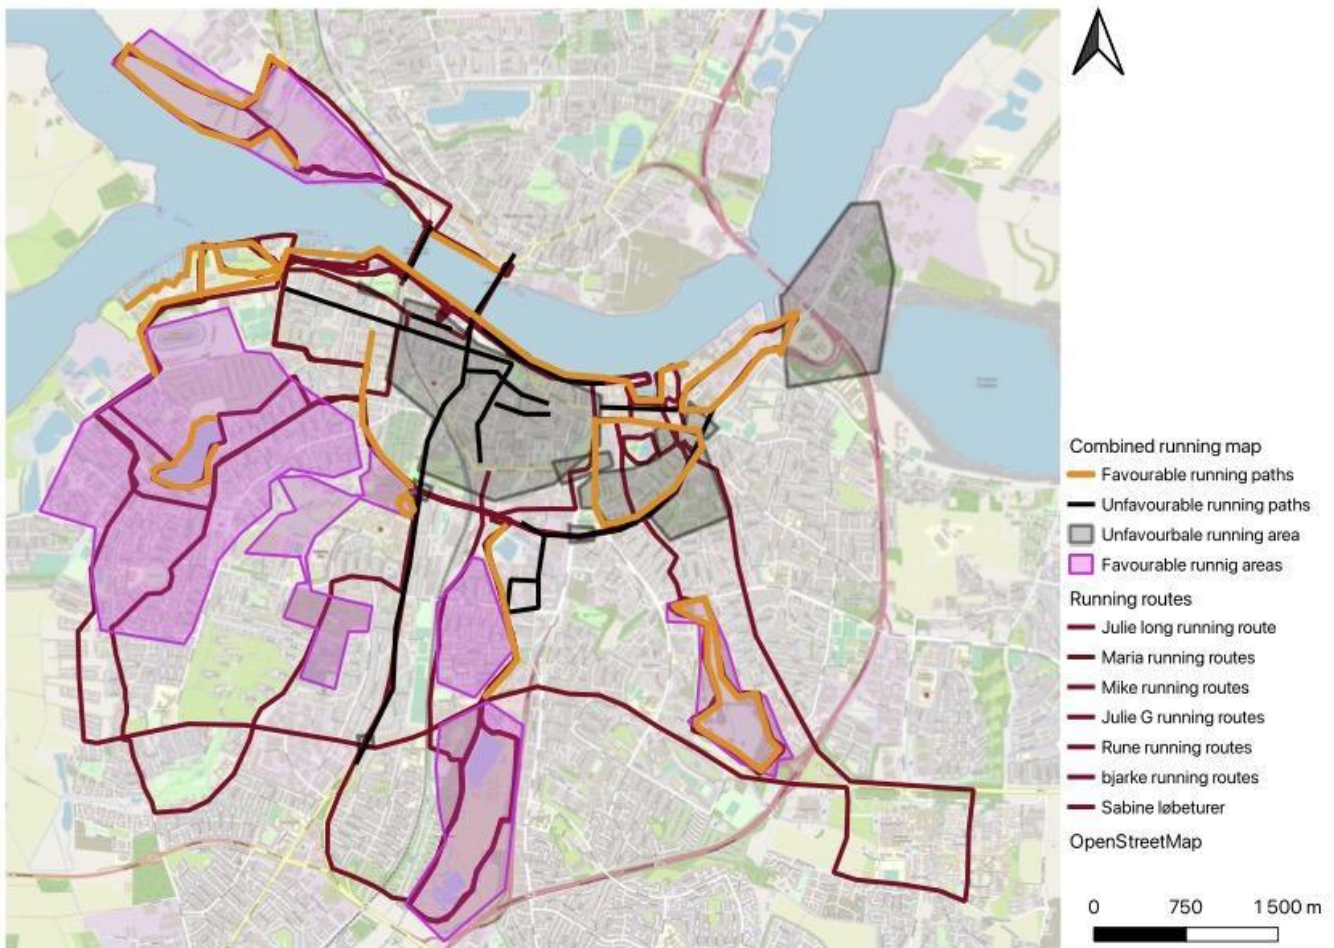 Combined running map
Favourable running paths
Unfavourable running paths
Unfavourbale running area
Favourable runnig areas
Running routes
Julie long running route
Maria running routes
Mike running routes
Julie G running routes
Rune running routes
bjarke running routes
Sabine løbeturer
OpenStreetMap
0 750 1 500 m